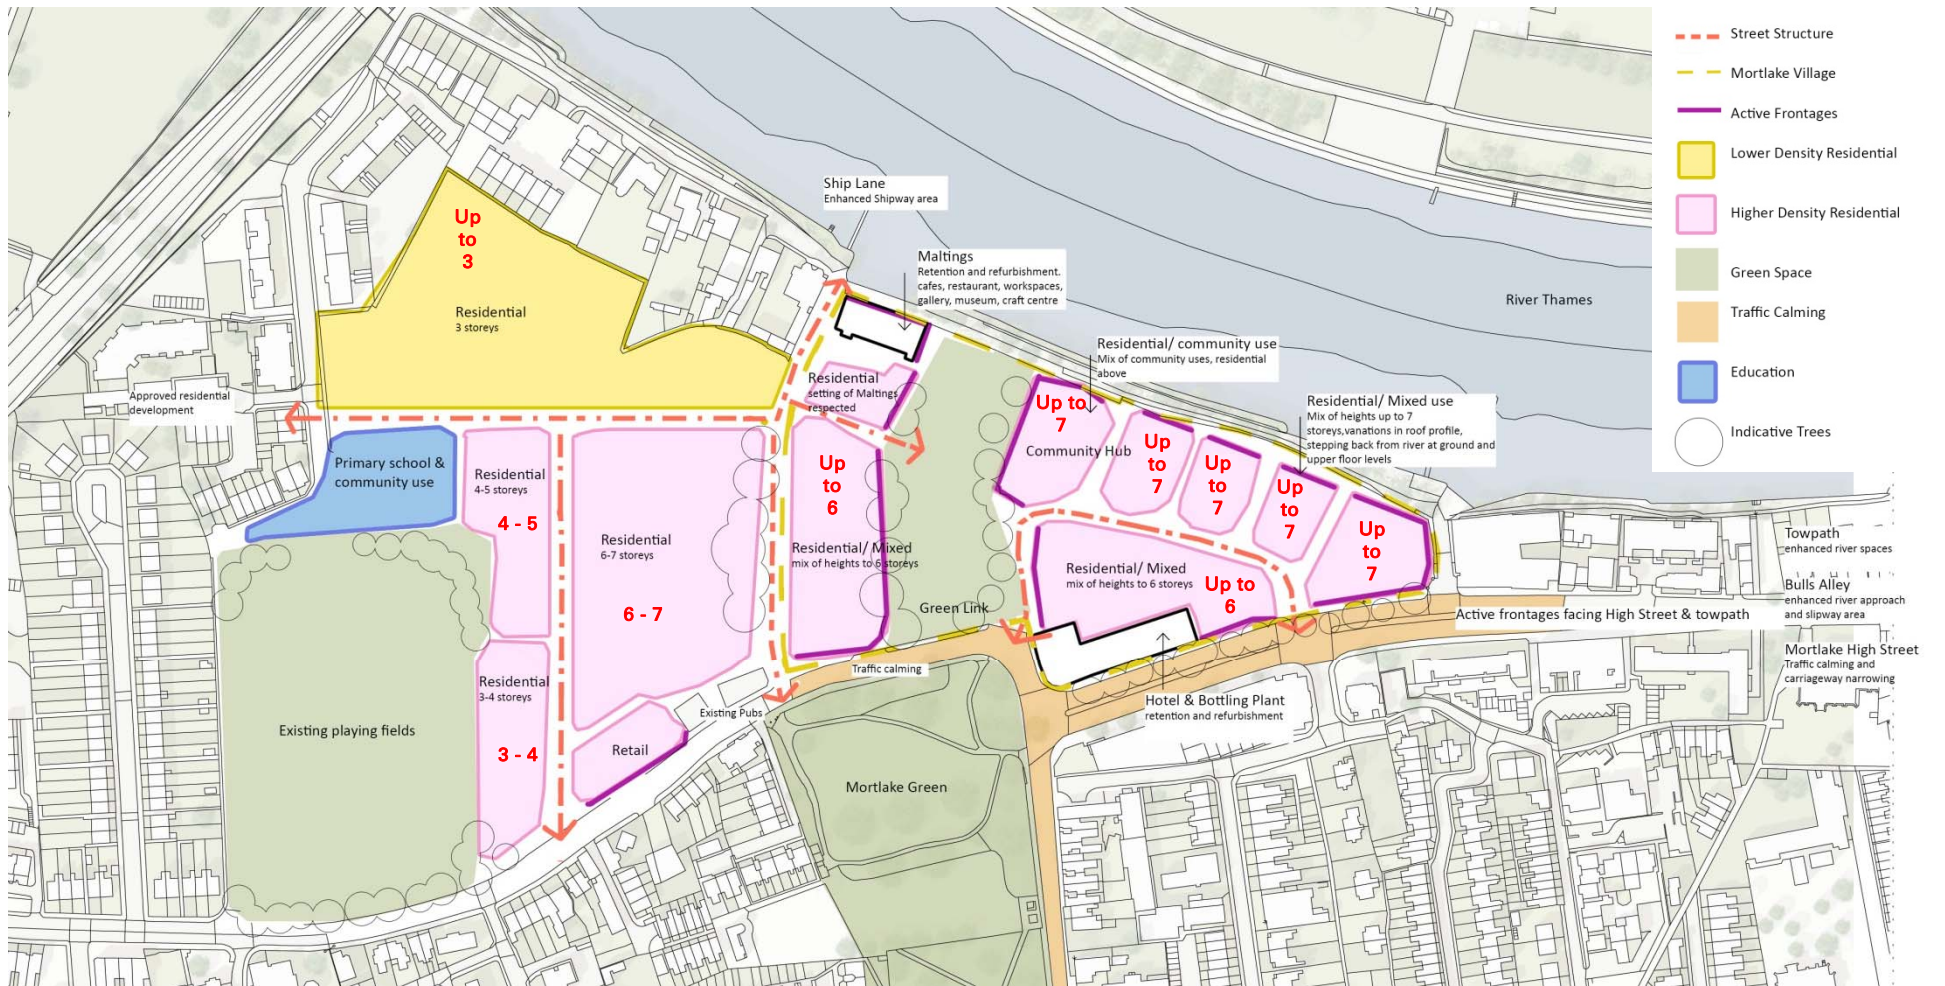 Street Structure
Mortlake Village
Active Frontages
Lower Density Residential
Higher Density Residential
Green Space
Traffic Calming
Education
Indicative Trees
River Thames
Ship Lane
Enhanced Shipway area
Maltings
Retention and refurbishment.
cafes, restaurant, workspaces,
gallery, museum, craft centre
Up
to
3
Residential
3 storeys
Approved residential
development
Primary school &
community use
Residential
4-5 storeys
4 - 5
Residential
6-7 storeys
6 - 7
Residential
3-4 storeys
3 - 4
Existing playing fields
Retail
Existing Pubs
Residential
setting of Maltings
respected
Up
to
6
Residential/ Mixed
mix of heights to 6 storeys
Green Link
Traffic calming
Mortlake Green
Residential/ community use
Mix of community uses, residential
above
Up to
7
Community Hub
Up to
7
Up
to
7
Up
to
7
Up
to
7
Residential/ Mixed use
Mix of heights up to 7
storeys,vanations in roof profile,
stepping back from river at ground and
upper floor levels
Residential/ Mixed
mix of heights to 6 storeys
Up to
6
Hotel & Bottling Plant
retention and refurbishment
Towpath
enhanced river spaces
Bulls Alley
enhanced river approach
and slipway area
Active frontages facing High Street & towpath
Mortlake High Street
Traffic calming and
carriageway narrowing